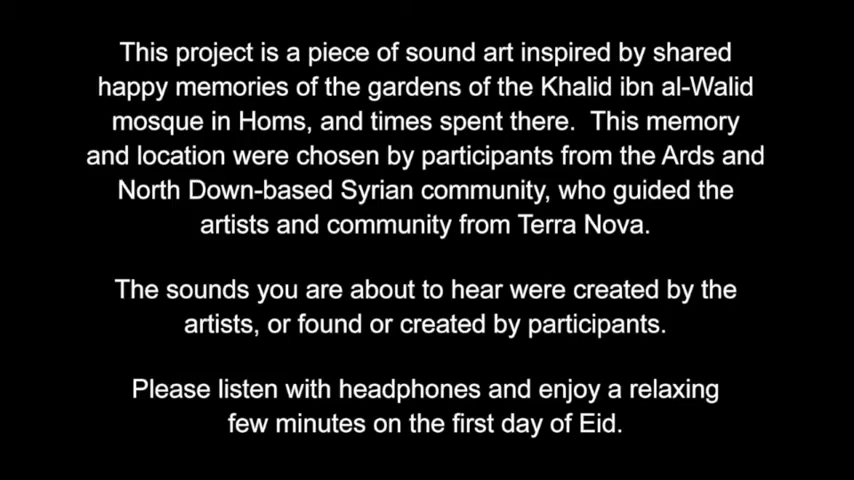 This project is a piece of sound art inspired by shared
happy memories of the gardens of the Khalid ibn al-Walid
mosque in Homs, and times spent there.  This memory
and location were chosen by participants from the Ards and
North Down-based Syrian community, who guided the
artists and community from Terra Nova.
The sounds you are about to hear were created by the
artists, or found or created by participants.
Please listen with headphones and enjoy a relaxing
few minutes on the first day of Eid.